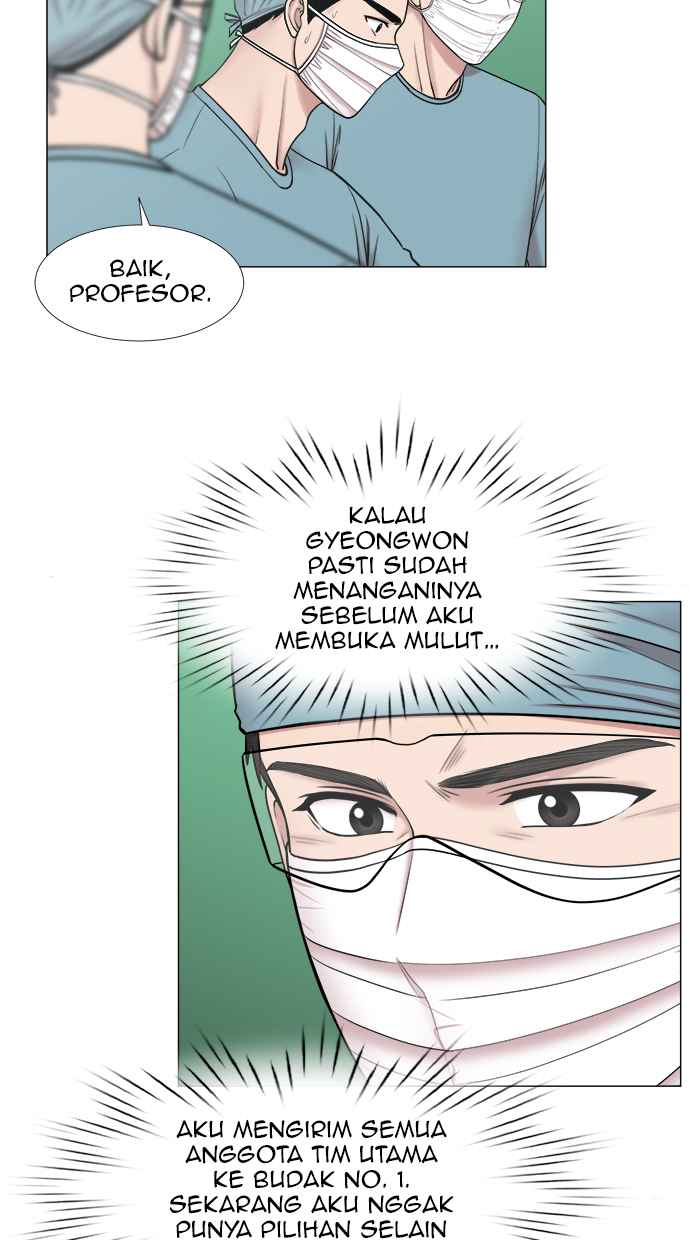 BAIK,
PROFESOR.
KALAU
GYEONGWON
PASTI SUDAH
MENANGANINYA
SEBELUM AKU
MEMBUKA MULUT...
AKU MENGIRIM SEMUA
ANGGOTA TIM UTAMA
KE BUDAK NO. 1.
SEKARANG AKU NGGAK
PUNYA PILIHAN SELAIN